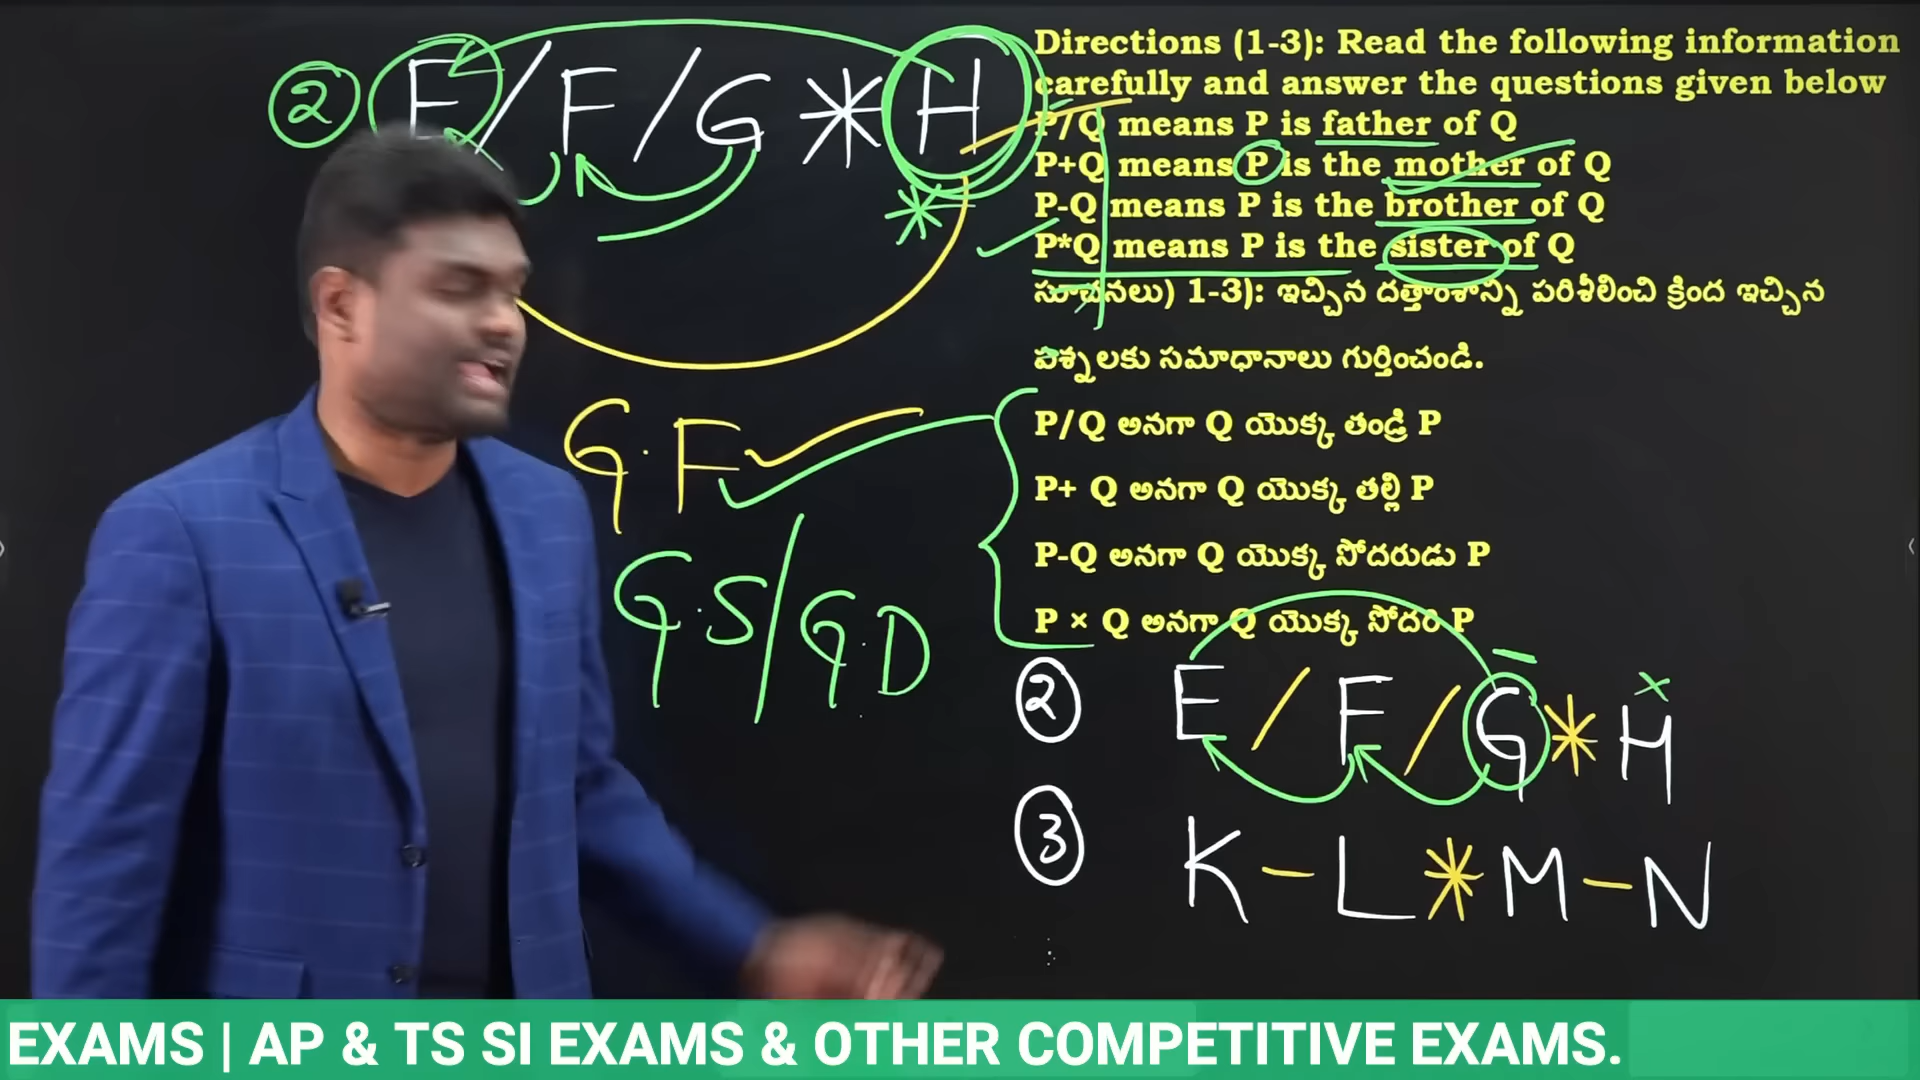 ② E / F / G * H
Directions (1-3): Read the following information
carefully and answer the questions given below
P/Q means P is father of Q
P+Q means P is the mother of Q
P-Q means P is the brother of Q
P*Q means P is the sister of Q
*
సూచనలు) 1-3): ఇచ్చిన దత్తాంశాన్ని పరిశీలించి క్రింద ఇచ్చిన
ప్రశ్నలకు సమాధానాలు గుర్తించండి.
G.F
P/Q అనగా Q యొక్క తండ్రి P
P+ Q అనగా Q యొక్క తల్లి P
P-Q అనగా Q యొక్క సోదరుడు P
G.S/G.D
P × Q అనగా Q యొక్క సోదరి P
② E / F / G * H
③ K - L * M - N
EXAMS | AP & TS SI EXAMS & OTHER COMPETITIVE EXAMS.